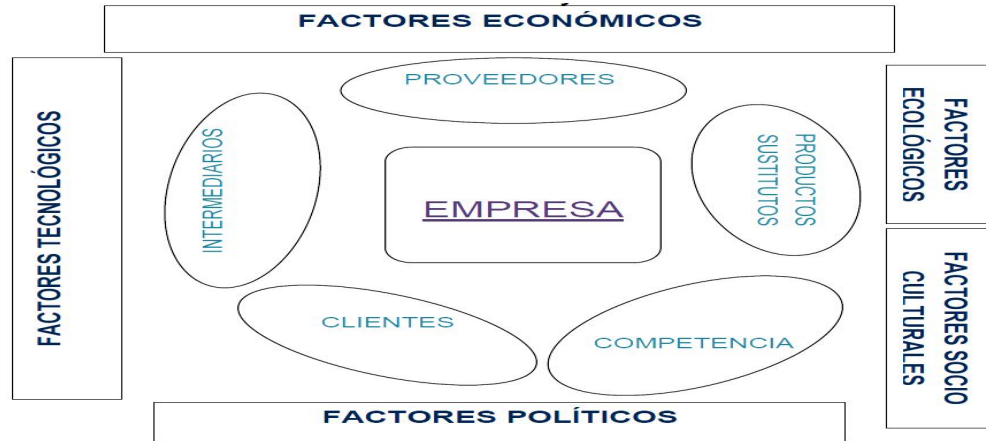 FACTORES ECONÓMICOS
PROVEEDORES
FACTORES TECNOLÓGICOS
INTERMEDIARIOS
EMPRESA
PRODUCTOS
SUSTITUTOS
FACTORES
ECOLÓGICOS
CLIENTES
COMPETENCIA
FACTORES SOCIO
CULTURALES
FACTORES POLÍTICOS